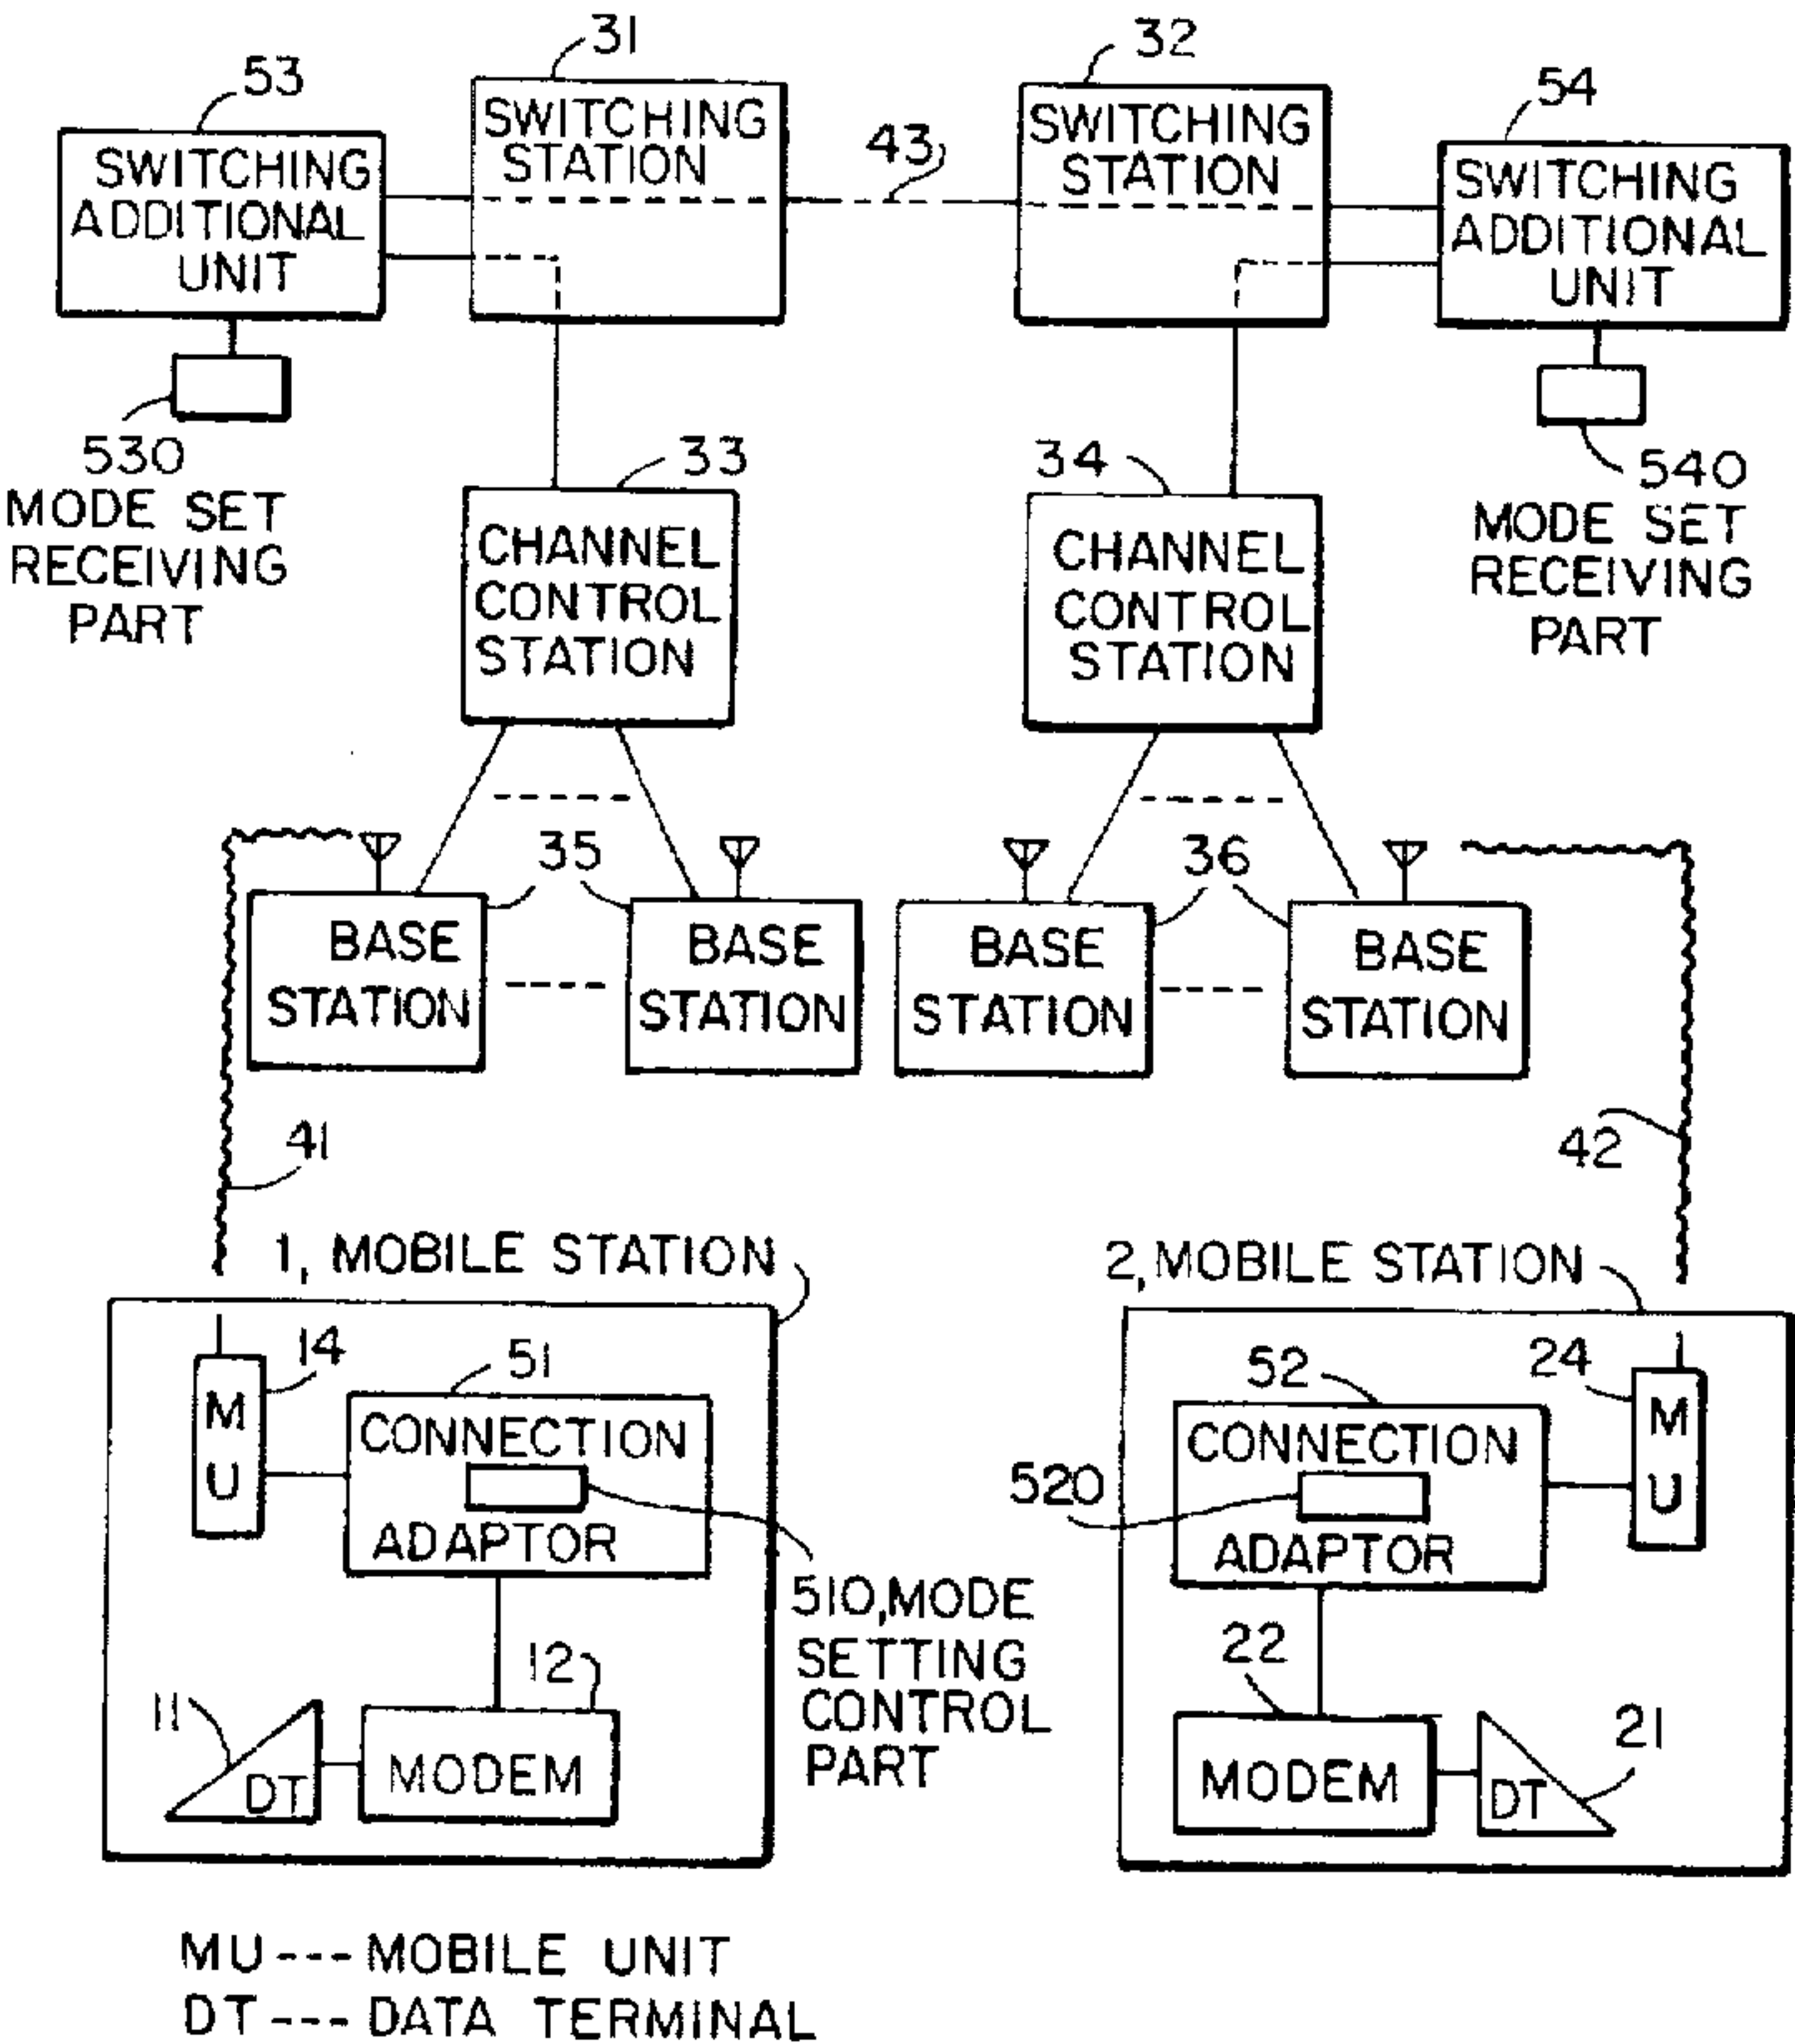 31
32
53
54
SWITCHING
STATION
43
SWITCHING
STATION
SWITCHING
ADDITIONAL
UNIT
SWITCHING
ADDITIONAL
UNIT
530
MODE SET
RECEIVING
PART
33
34
540
MODE SET
RECEIVING
PART
CHANNEL
CONTROL
STATION
CHANNEL
CONTROL
STATION
35
36
BASE
STATION
BASE
STATION
BASE
STATION
BASE
STATION
41
42
1, MOBILE STATION
2, MOBILE STATION
14
51
52
24
MU
CONNECTION
ADAPTOR
520
CONNECTION
ADAPTOR
MU
510, MODE
SETTING
CONTROL
PART
12
22
11
DT
MODEM
MODEM
DT
21
MU --- MOBILE UNIT
DT --- DATA TERMINAL